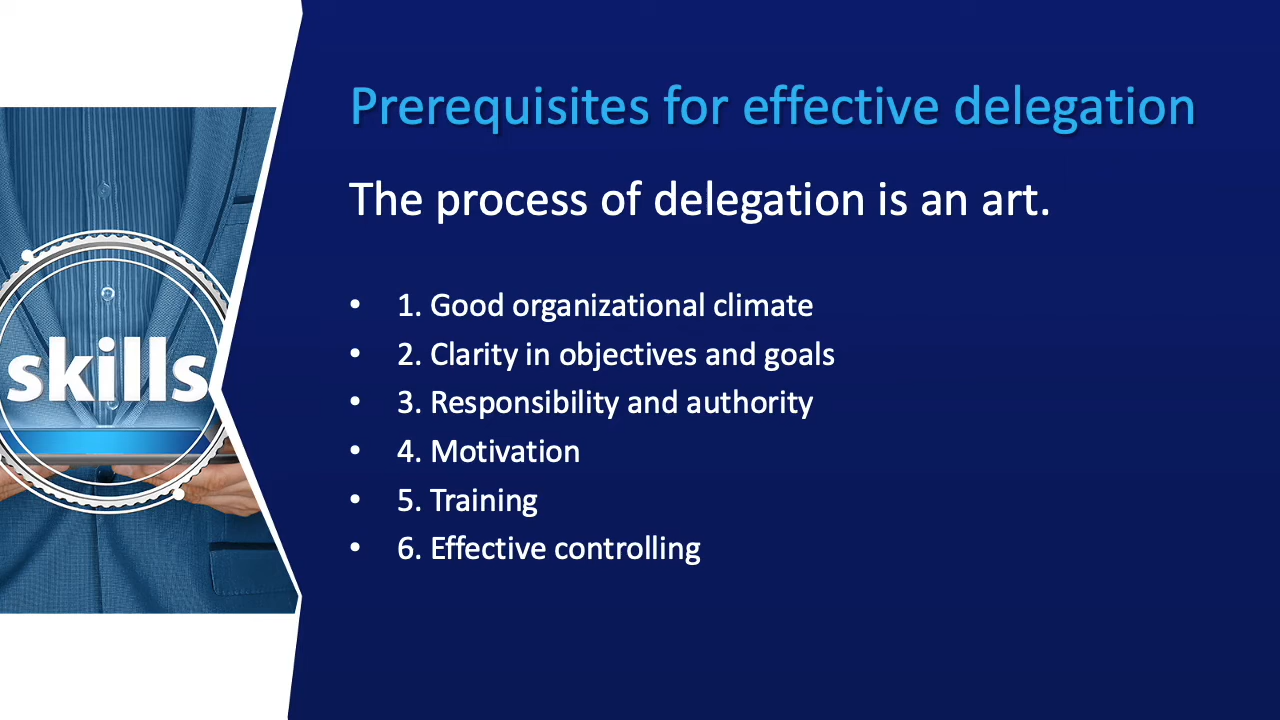 Prerequisites for effective delegation
The process of delegation is an art.
• 1. Good organizational climate
• 2. Clarity in objectives and goals
• 3. Responsibility and authority
• 4. Motivation
• 5. Training
• 6. Effective controlling
skills